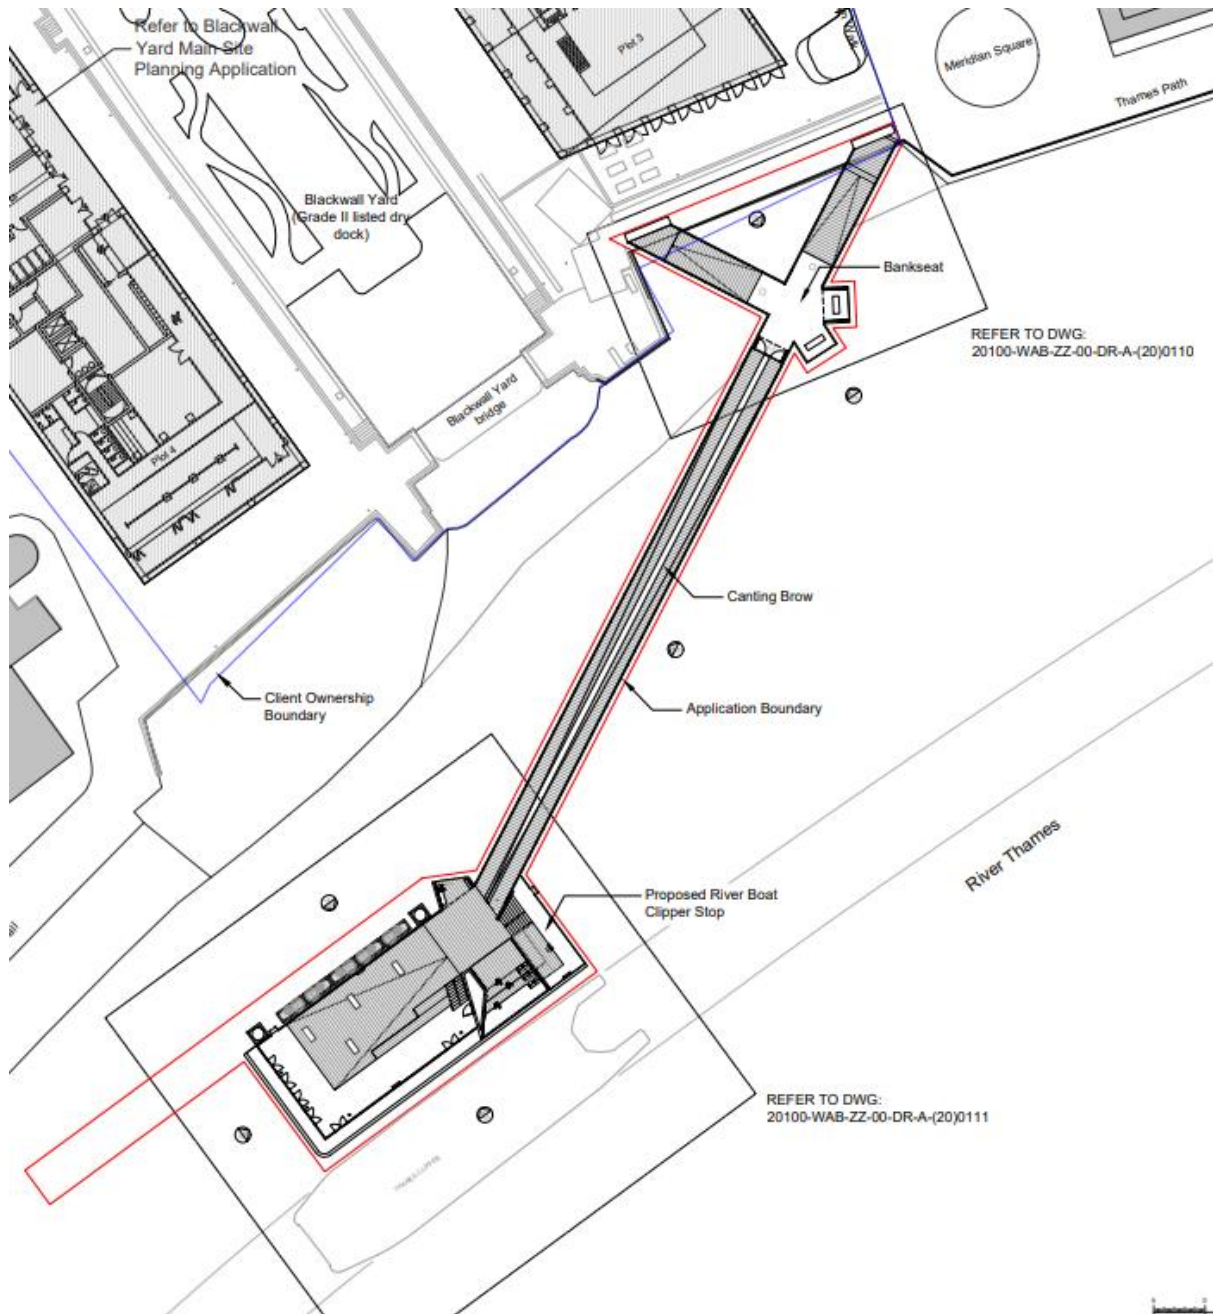 Refer to Blackwall
Yard Main Site
Planning Application
Plot 3
Walk
Meridian Square
Thames Path
Blackwall Yard
(Grade II listed dry
dock)
Bankseat
REFER TO DWG:
20100-WAB-ZZ-00-DR-A-(20)0110
Blackwall Yard
bridge
Plot 4
Canting Brow
Client Ownership
Boundary
Application Boundary
River Thames
Proposed River Boat
Clipper Stop
REFER TO DWG:
20100-WAB-ZZ-00-DR-A-(20)0111